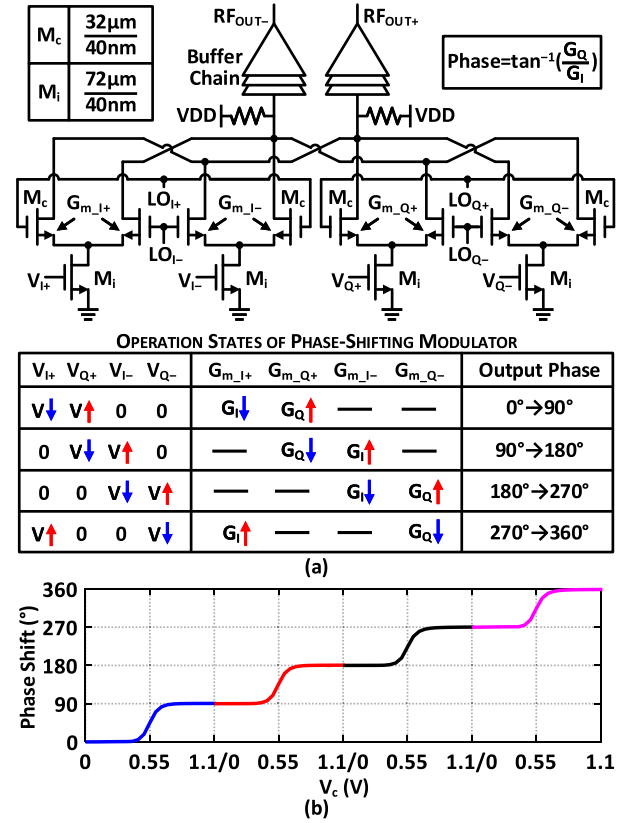 RFOUT− RFOUT+
Mc 32µm/40nm
Mi 72µm/40nm
Buffer Chain
Phase=tan−1(GQ/GI)
VDD VDD
Mc LOI+ Mc Mc LOQ+ Mc
Gm_I+ Gm_I− Gm_Q+ Gm_Q−
LOI− LOQ−
VI+ Mi VI− Mi VQ+ Mi VQ− Mi
OPERATION STATES OF PHASE-SHIFTING MODULATOR
VI+ VQ+ VI− VQ− Gm_I+ Gm_Q+ Gm_I− Gm_Q− Output Phase
V↓ V↑ 0 0 GI↓ GQ↑ — — 0°→90°
0 V↓ V↑ 0 — GQ↓ GI↑ — 90°→180°
0 0 V↓ V↑ — — GI↓ GQ↑ 180°→270°
V↑ 0 0 V↓ GI↑ — — GQ↓ 270°→360°
(a)
Phase Shift (°)
360
270
180
90
0
0 0.55 1.1/0 0.55 1.1/0 0.55 1.1/0 0.55 1.1
Vc (V)
(b)